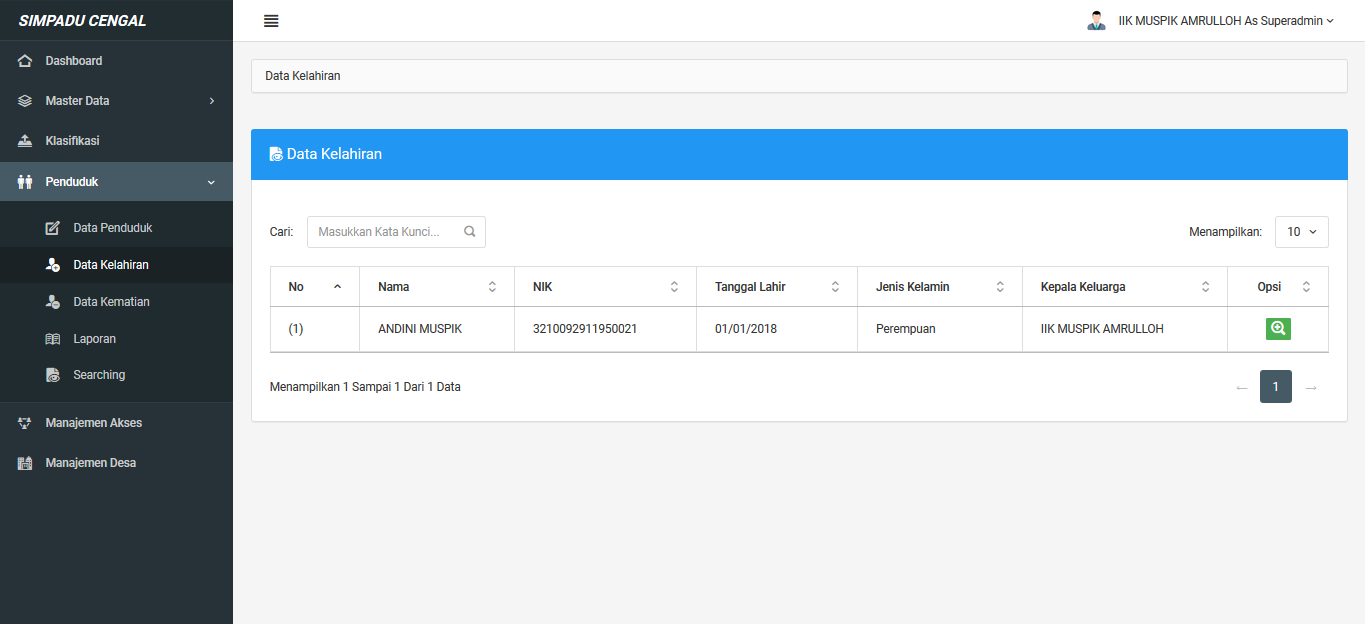 SIMPADU CENGAL
IIK MUSPIK AMRULLOH As Superadmin
Dashboard
Master Data
Klasifikasi
Penduduk
Data Penduduk
Data Kelahiran
Data Kematian
Laporan
Searching
Manajemen Akses
Manajemen Desa
Data Kelahiran
Data Kelahiran
Cari: Masukkan Kata Kunci... Menampilkan: 10
No Nama NIK Tanggal Lahir Jenis Kelamin Kepala Keluarga Opsi
(1) ANDINI MUSPIK 3210092911950021 01/01/2018 Perempuan IIK MUSPIK AMRULLOH
Menampilkan 1 Sampai 1 Dari 1 Data ← 1 →